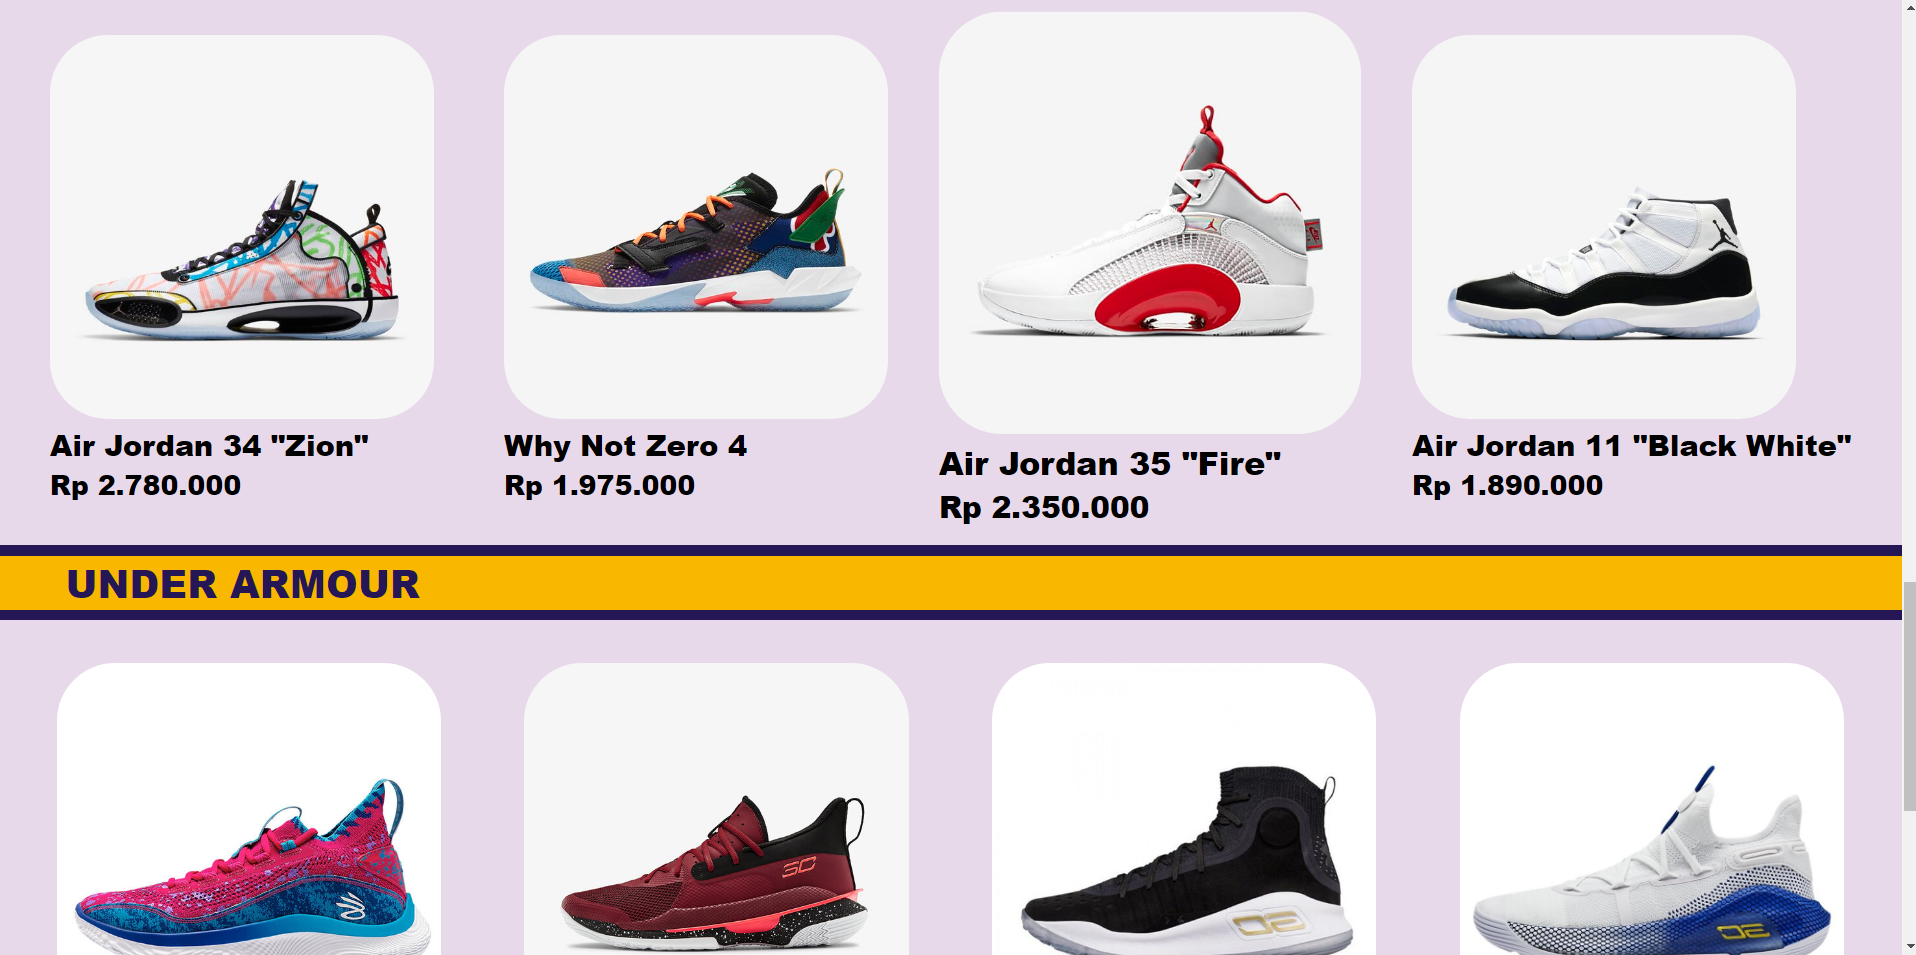 Air Jordan 34 "Zion"
Rp 2.780.000
Why Not Zero 4
Rp 1.975.000
Air Jordan 35 "Fire"
Rp 2.350.000
Air Jordan 11 "Black White"
Rp 1.890.000
UNDER ARMOUR